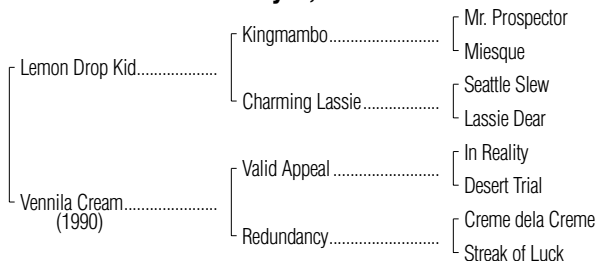 Mr. Prospector
Kingmambo
Miesque
Lemon Drop Kid
Seattle Slew
Charming Lassie
Lassie Dear
In Reality
Valid Appeal
Desert Trial
Vennila Cream
(1990)
Creme dela Creme
Redundancy
Streak of Luck